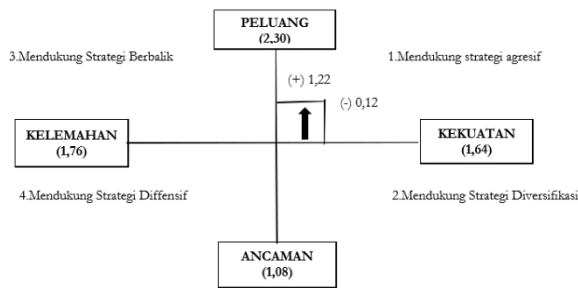 PELUANG
(2,30)
3.Mendukung Strategi Berbalik
1.Mendukung strategi agresif
(+) 1,22
(-) 0,12
KELEMAHAN
(1,76)
KEKUATAN
(1,64)
4.Mendukung Strategi Diffensif
2.Mendukung Strategi Diversifikasi
ANCAMAN
(1,08)